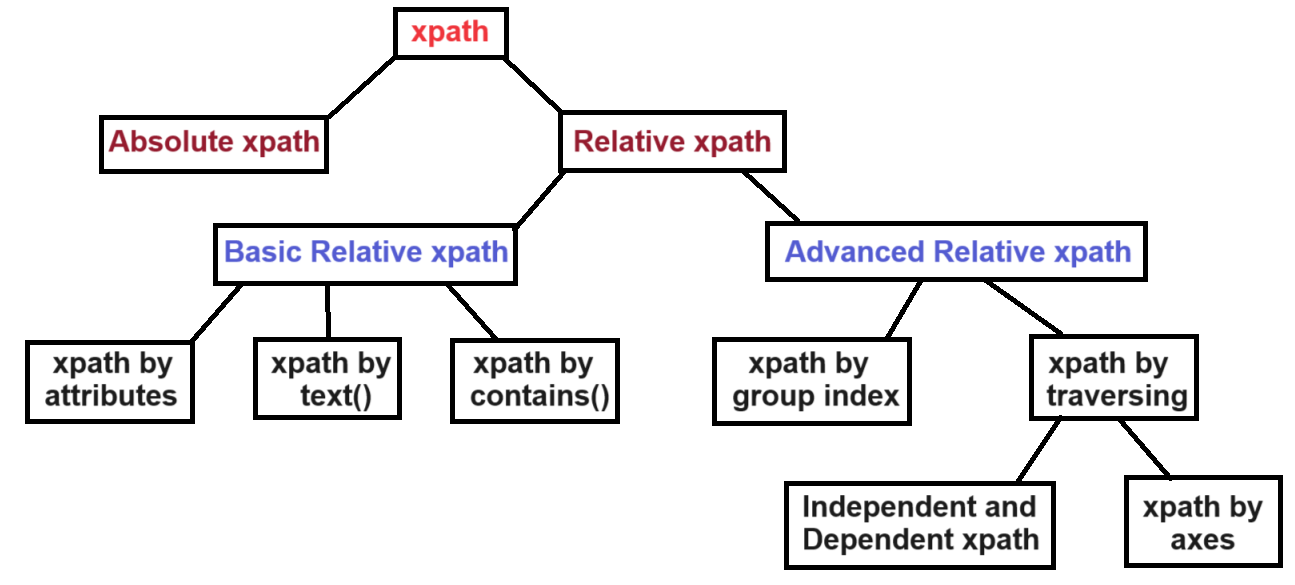 xpath
Absolute xpath
Relative xpath
Basic Relative xpath
Advanced Relative xpath
xpath by
attributes
xpath by
text()
xpath by
contains()
xpath by
group index
xpath by
traversing
Independent and
Dependent xpath
xpath by
axes